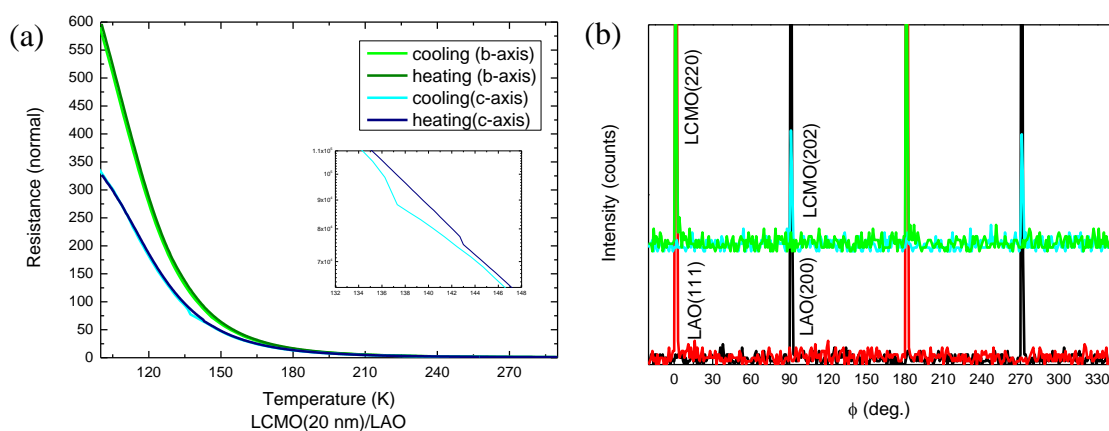 (a)
600
550
500
450
400
350
300
250
200
150
100
50
0
Resistance (normal)
cooling (b-axis)
heating (b-axis)
cooling(c-axis)
heating(c-axis)
132 134 136 138 140 142 144 146 148
120 150 180 210 240 270
Temperature (K)
LCMO(20 nm)/LAO
(b)
Intensity (counts)
LCMO(220)
LCMO(202)
LAO(111)
LAO(200)
0 30 60 90 120 150 180 210 240 270 300 330
ϕ (deg.)